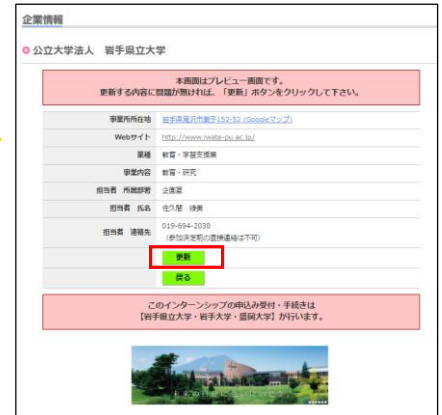 企業情報
公立大学法人 岩手県立大学
本画面はプレビュー画面です。
更新する内容に問題が無ければ、「更新」ボタンをクリックして下さい。
事業所所在地 岩手県滝沢市巣子152-52 (Googleマップ)
Webサイト http://www.iwate-pu.ac.jp/
業種 教育・学習支援業
事業内容 教育・研究
担当者 所属部署 企画室
担当者 氏名 佐久間
担当者 連絡先 019-694-2038
(参加決定前の直接連絡は不可)
更新
戻る
このインターンシップの申込み受付・手続きは
【岩手県立大学・岩手大学・盛岡大学】が行います。